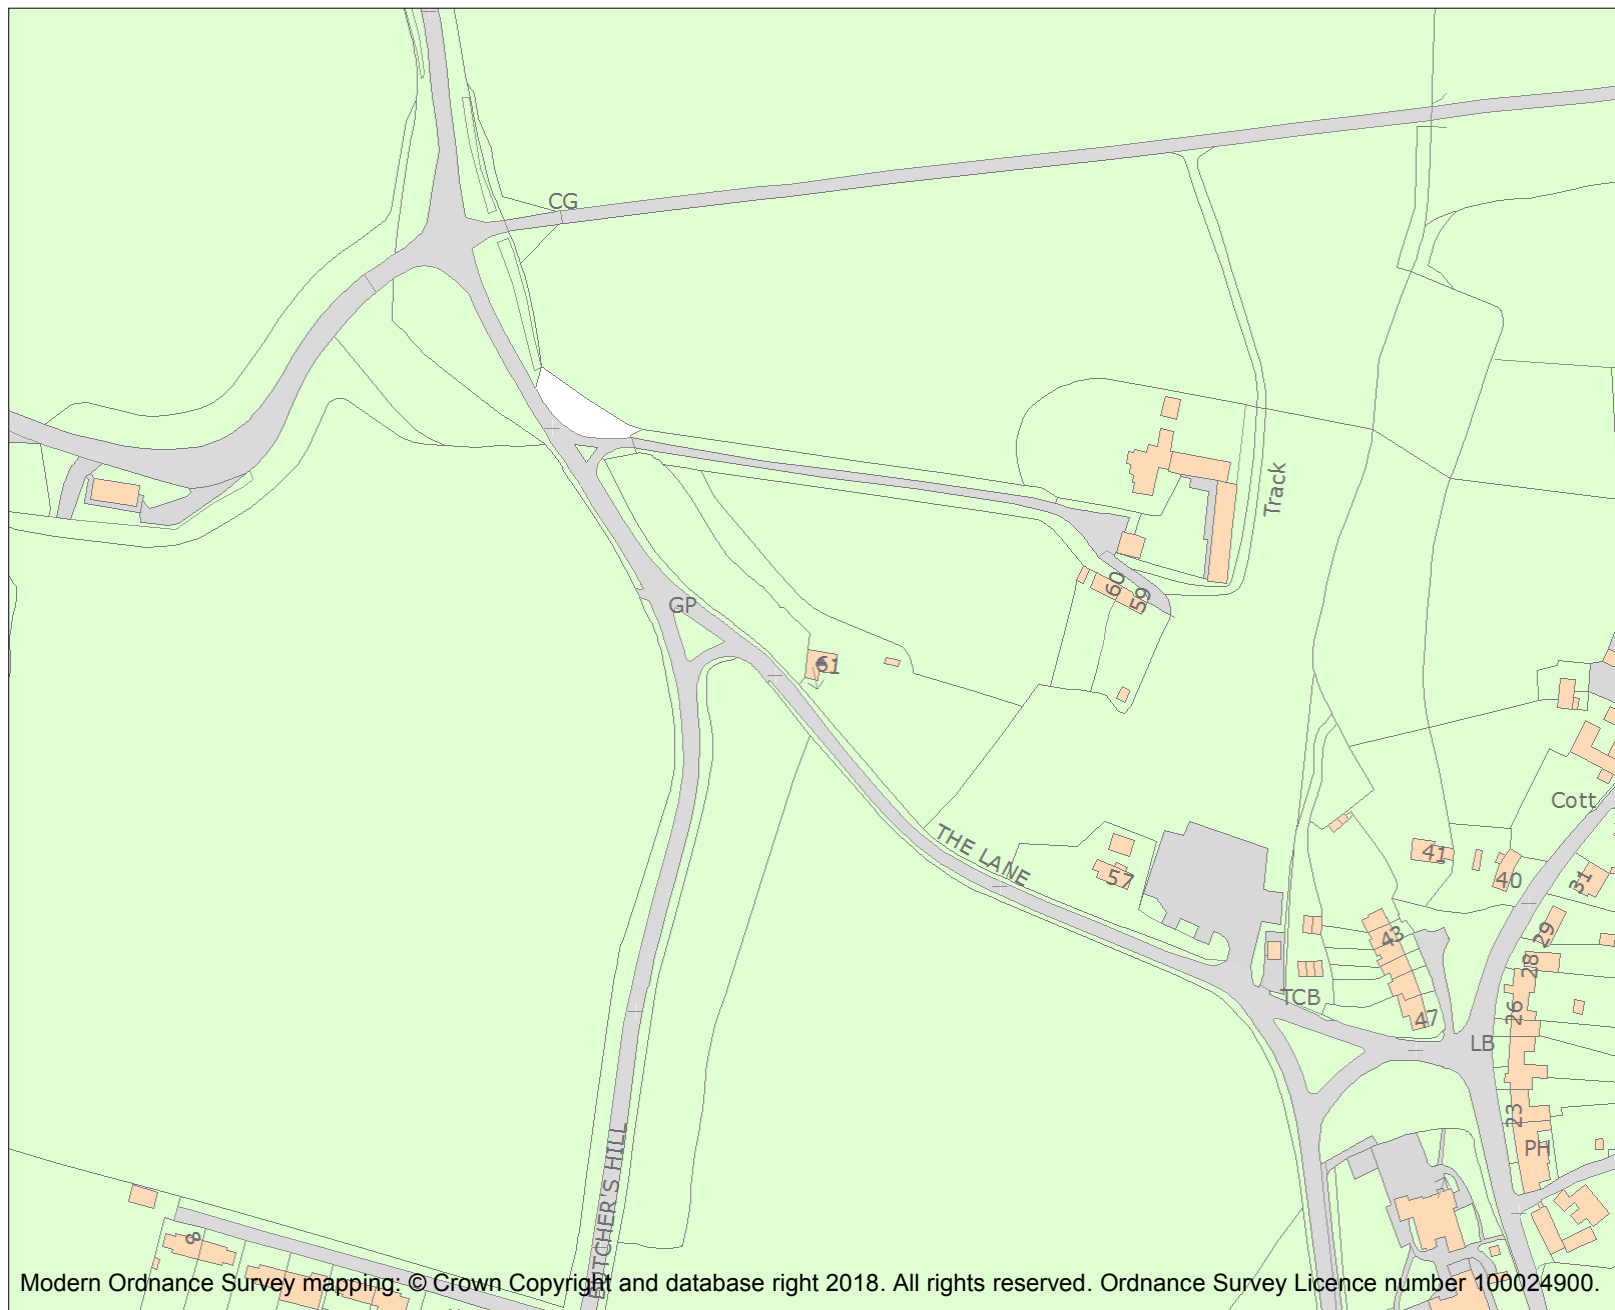 CG
Track
60
59
GP
61
Cott
THE LANE
41
57
40
31
43
29
28
TCB
26
47
LB
23
PH
BUTCHER'S HILL
8
Modern Ordnance Survey mapping: © Crown Copyright and database right 2018. All rights reserved. Ordnance Survey Licence number 100024900.